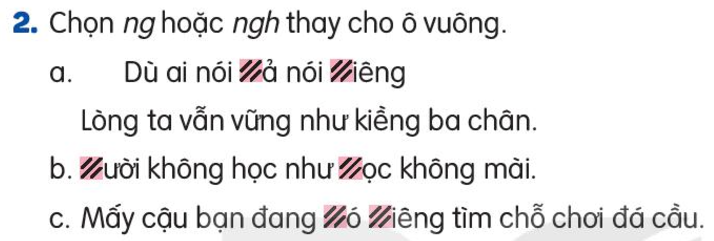 2. Chọn ng hoặc ngh thay cho ô vuông.
a. Dù ai nói ả nói iêng
Lòng ta vẫn vững như kiềng ba chân.
b. ười không học như ọc không mài.
c. Mấy cậu bạn đang ó iêng tìm chỗ chơi đá cầu.